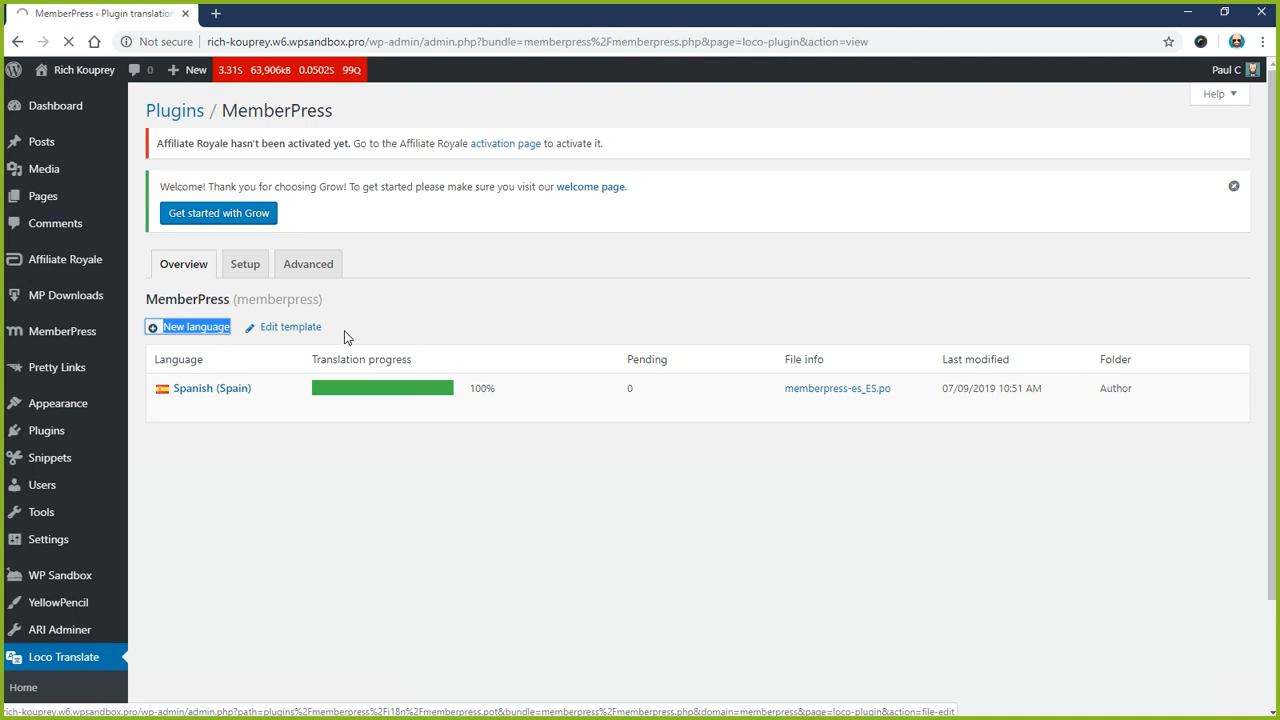 MemberPress ‹ Plugin translation
Not secure
rich-kouprey.w6.wpsandbox.pro/wp-admin/admin.php?bundle=memberpress%2Fmemberpress.php&page=loco-plugin&action=view
Rich Kouprey
0
New
3.31S 63,906KB 0.0502S 99Q
Paul C
Help
Dashboard
Posts
Media
Pages
Comments
Affiliate Royale
MP Downloads
MemberPress
Pretty Links
Appearance
Plugins
Snippets
Users
Tools
Settings
WP Sandbox
YellowPencil
ARI Adminer
Loco Translate
Home
Plugins / MemberPress
Affiliate Royale hasn't been activated yet. Go to the Affiliate Royale activation page to activate it.
Welcome! Thank you for choosing Grow! To get started please make sure you visit our welcome page.
Get started with Grow
Overview Setup Advanced
MemberPress (memberpress)
New language Edit template
Language Translation progress Pending File info Last modified Folder
Spanish (Spain) 100% 0 memberpress-es_ES.po 07/09/2019 10:51 AM Author
rich-kouprey.w6.wpsandbox.pro/wp-admin/admin.php?path=plugins%2Fmemberpress%2Fi18n%2Fmemberpress.pot&bundle=memberpress%2Fmemberpress.php&domain=memberpress&page=loco-plugin&action=file-edit